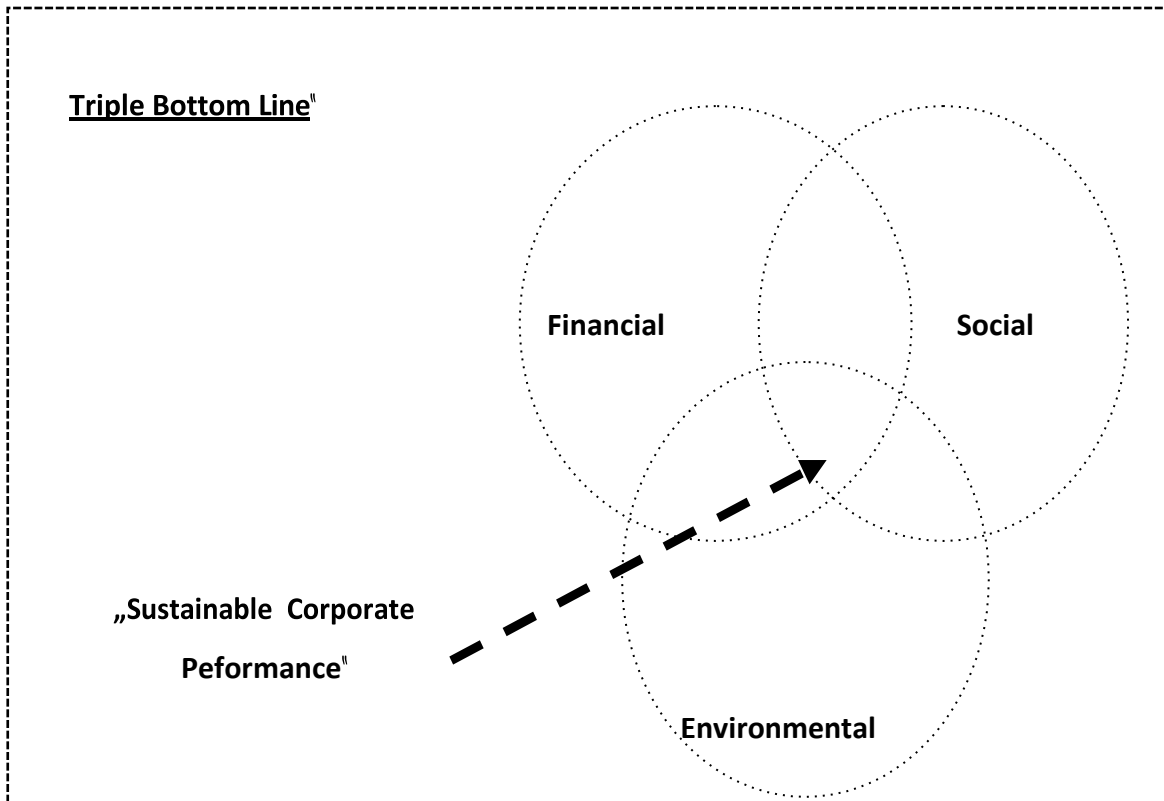 Triple Bottom Line‟
Financial
Social
„Sustainable Corporate
Peformance‟
Environmental